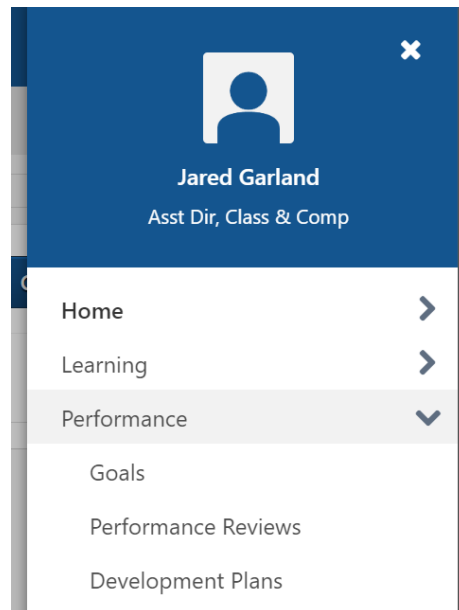 Jared Garland
Asst Dir, Class & Comp
Home
Learning
Performance
Goals
Performance Reviews
Development Plans